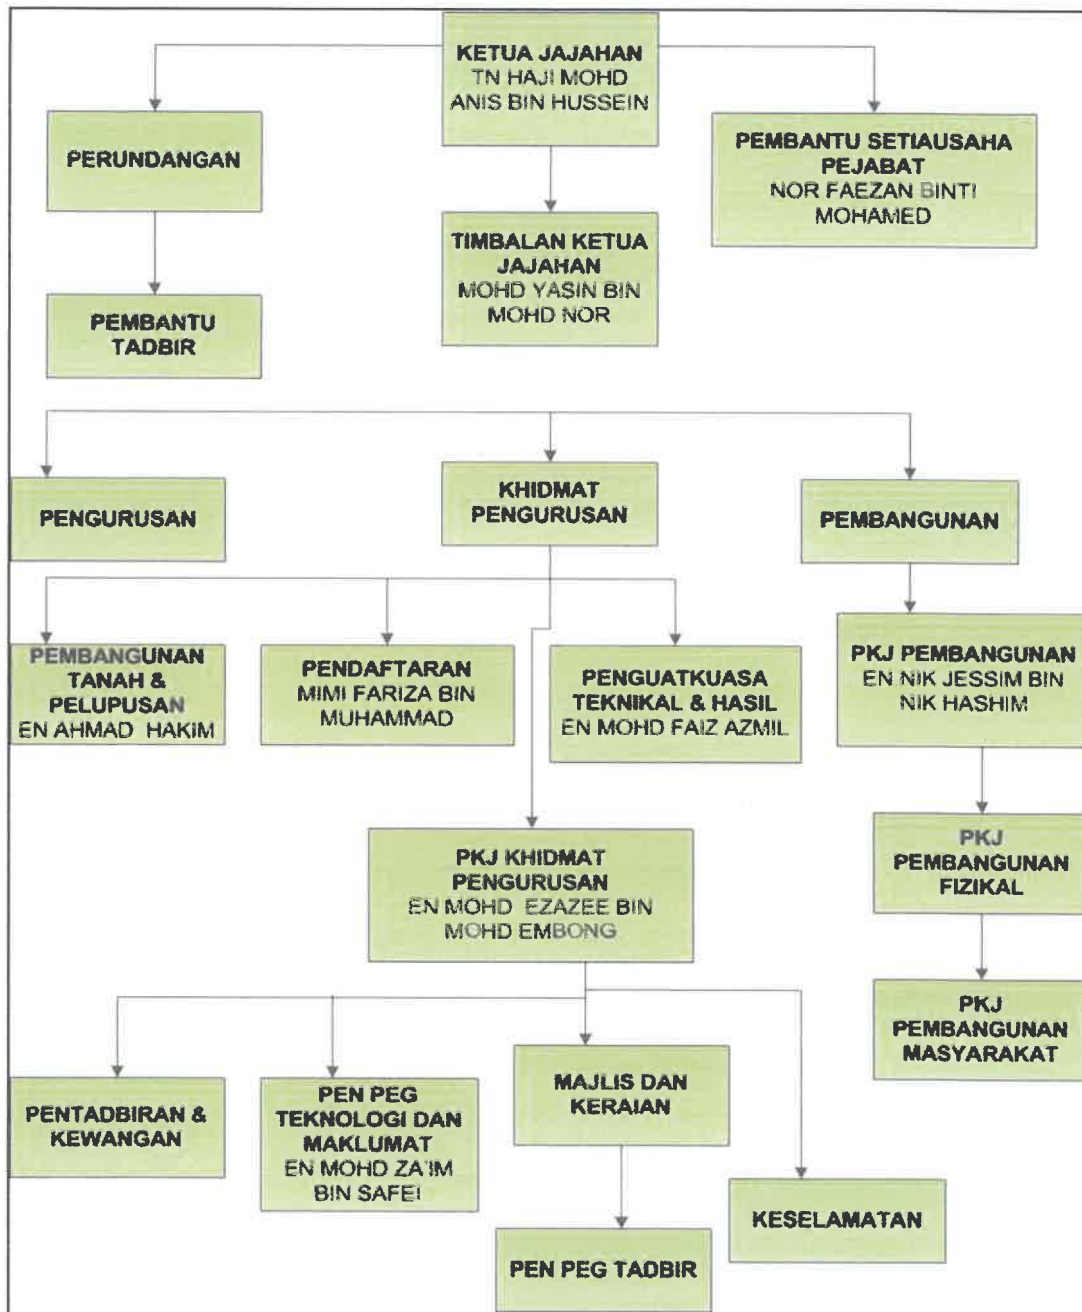 KETUA JAJAHAN
TN HAJI MOHD
ANIS BIN HUSSEIN
PERUNDANGAN
PEMBANTU SETIAUSAHA
PEJABAT
NOR FAEZAN BINTI
MOHAMED
TIMBALAN KETUA
JAJAHAN
MOHD YASIN BIN
MOHD NOR
PEMBANTU
TADBIR
PENGURUSAN
KHIDMAT
PENGURUSAN
PEMBANGUNAN
PEMBANGUNAN
TANAH &
PELUPUSAN
EN AHMAD HAKIM
PENDAFTARAN
MIMI FARIZA BIN
MUHAMMAD
PENGUATKUASA
TEKNIKAL & HASIL
EN MOHD FAIZ AZMIL
PKJ PEMBANGUNAN
EN NIK JESSIM BIN
NIK HASHIM
PKJ KHIDMAT
PENGURUSAN
EN MOHD EZAZEE BIN
MOHD EMBONG
PKJ
PEMBANGUNAN
FIZIKAL
PKJ
PEMBANGUNAN
MASYARAKAT
PENTADBIRAN &
KEWANGAN
PEN PEG
TEKNOLOGI DAN
MAKLUMAT
EN MOHD ZA'IM
BIN SAFEI
MAJLIS DAN
KERAIAN
KESELAMATAN
PEN PEG TADBIR